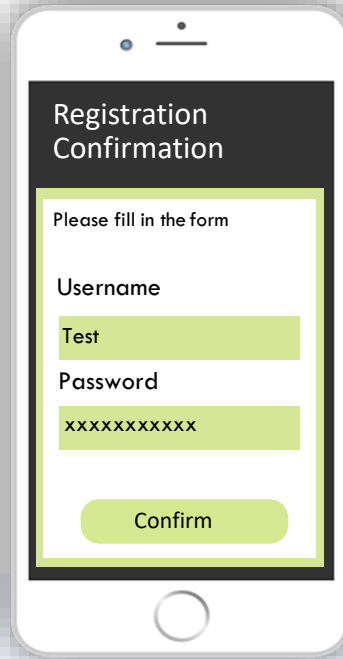 Registration
Confirmation
Please fill in the form
Username
Test
Password
xxxxxxxxxxx
Confirm